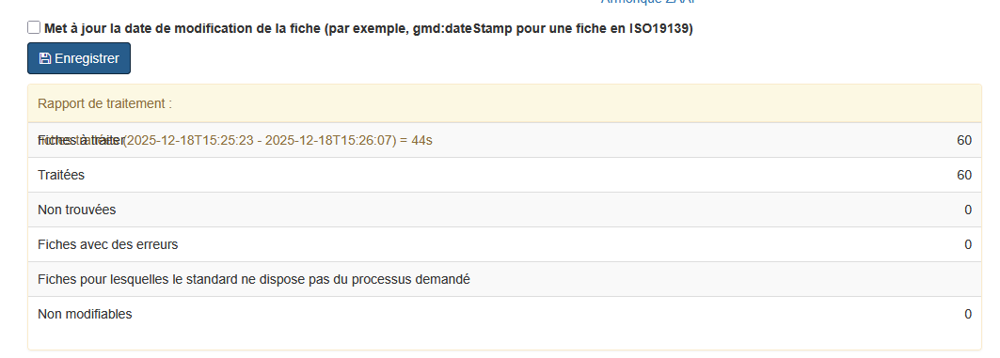 Armorique ZAAr
Met à jour la date de modification de la fiche (par exemple, gmd:dateStamp pour une fiche en ISO19139)
Enregistrer
Rapport de traitement :
Fiches à traiter (2025-12-18T15:25:23 - 2025-12-18T15:26:07) = 44s 60
Traitées 60
Non trouvées 0
Fiches avec des erreurs 0
Fiches pour lesquelles le standard ne dispose pas du processus demandé
Non modifiables 0